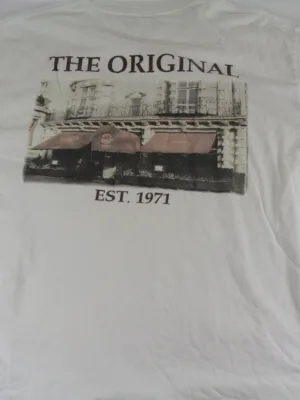 THE ORIGINAL
EST. 1971